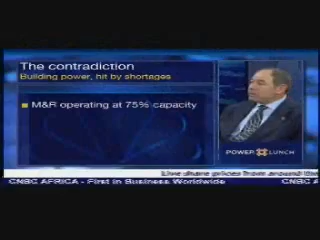 The contradiction
Building power, hit by shortages
M&R operating at 75% capacity
POWER LUNCH
Live share prices from around the
CNBC AFRICA - First in Business Worldwide
CNBC A